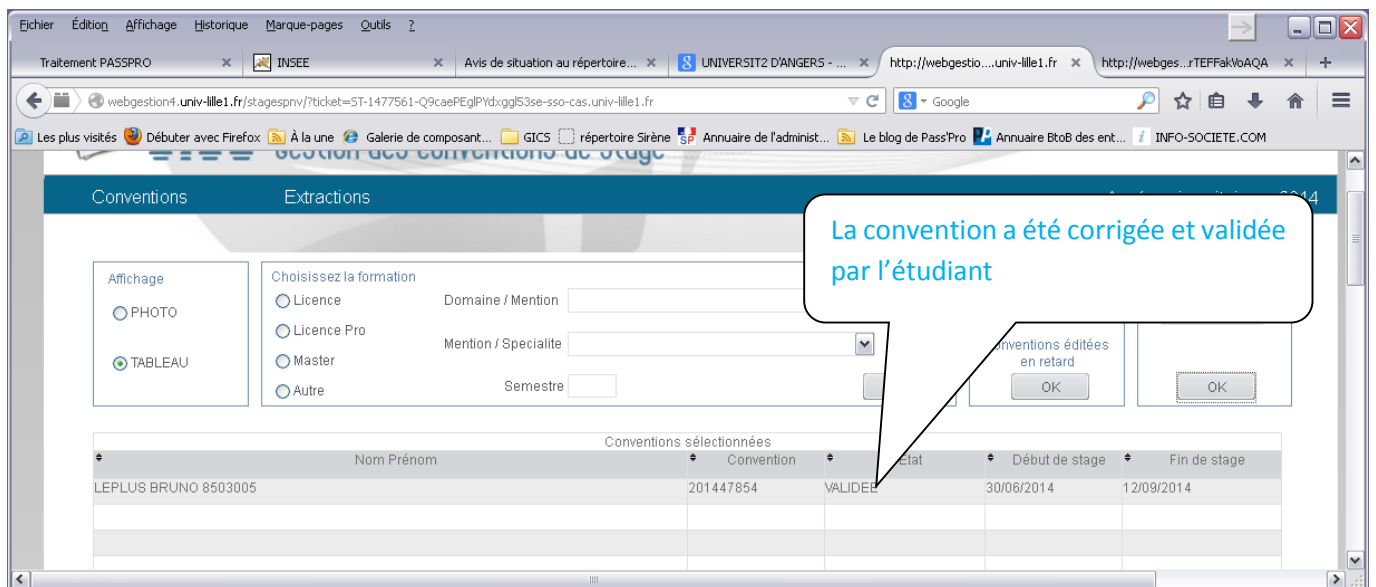 Fichier Édition Affichage Historique Marque-pages Outils ?
Traitement PASSPRO INSEE Avis de situation au répertoire... UNIVERSIT2 D'ANGERS - ... http://webgestio....univ-lille1.fr http://webges...rTEFFakVoAQA
webgestion4.univ-lille1.fr/stagespnv/?ticket=ST-1477561-Q9caePEglPYdxggl53se-sso-cas.univ-lille1.fr Google
Les plus visités Débuter avec Firefox À la une Galerie de composant... GICS répertoire Sirène Annuaire de l'administ... Le blog de Pass'Pro Annuaire BtoB des ent... INFO-SOCIETE.COM
Gestion des conventions de stage
Conventions Extractions
La convention a été corrigée et validée
par l'étudiant
Affichage
PHOTO
TABLEAU
Choisissez la formation
Licence
Licence Pro
Master
Autre
Domaine / Mention
Mention / Specialite
Semestre
conventions éditées
en retard
OK
OK
Conventions sélectionnées
Nom Prénom Convention Etat Début de stage Fin de stage
LEPLUS BRUNO 8503005 201447854 VALIDEE 30/06/2014 12/09/2014